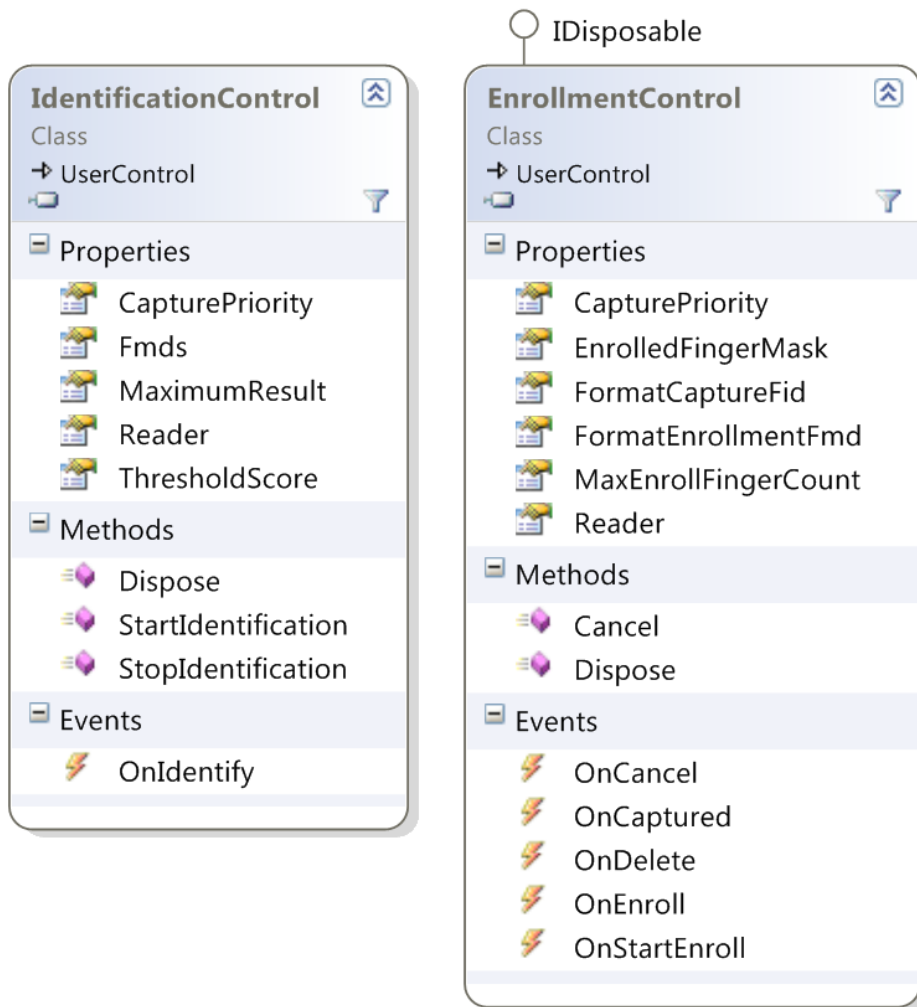 IdentificationControl
Class
UserControl
Properties
CapturePriority
Fmds
MaximumResult
Reader
ThresholdScore
Methods
Dispose
StartIdentification
StopIdentification
Events
OnIdentify
IDisposable
EnrollmentControl
Class
UserControl
Properties
CapturePriority
EnrolledFingerMask
FormatCaptureFid
FormatEnrollmentFmd
MaxEnrollFingerCount
Reader
Methods
Cancel
Dispose
Events
OnCancel
OnCaptured
OnDelete
OnEnroll
OnStartEnroll